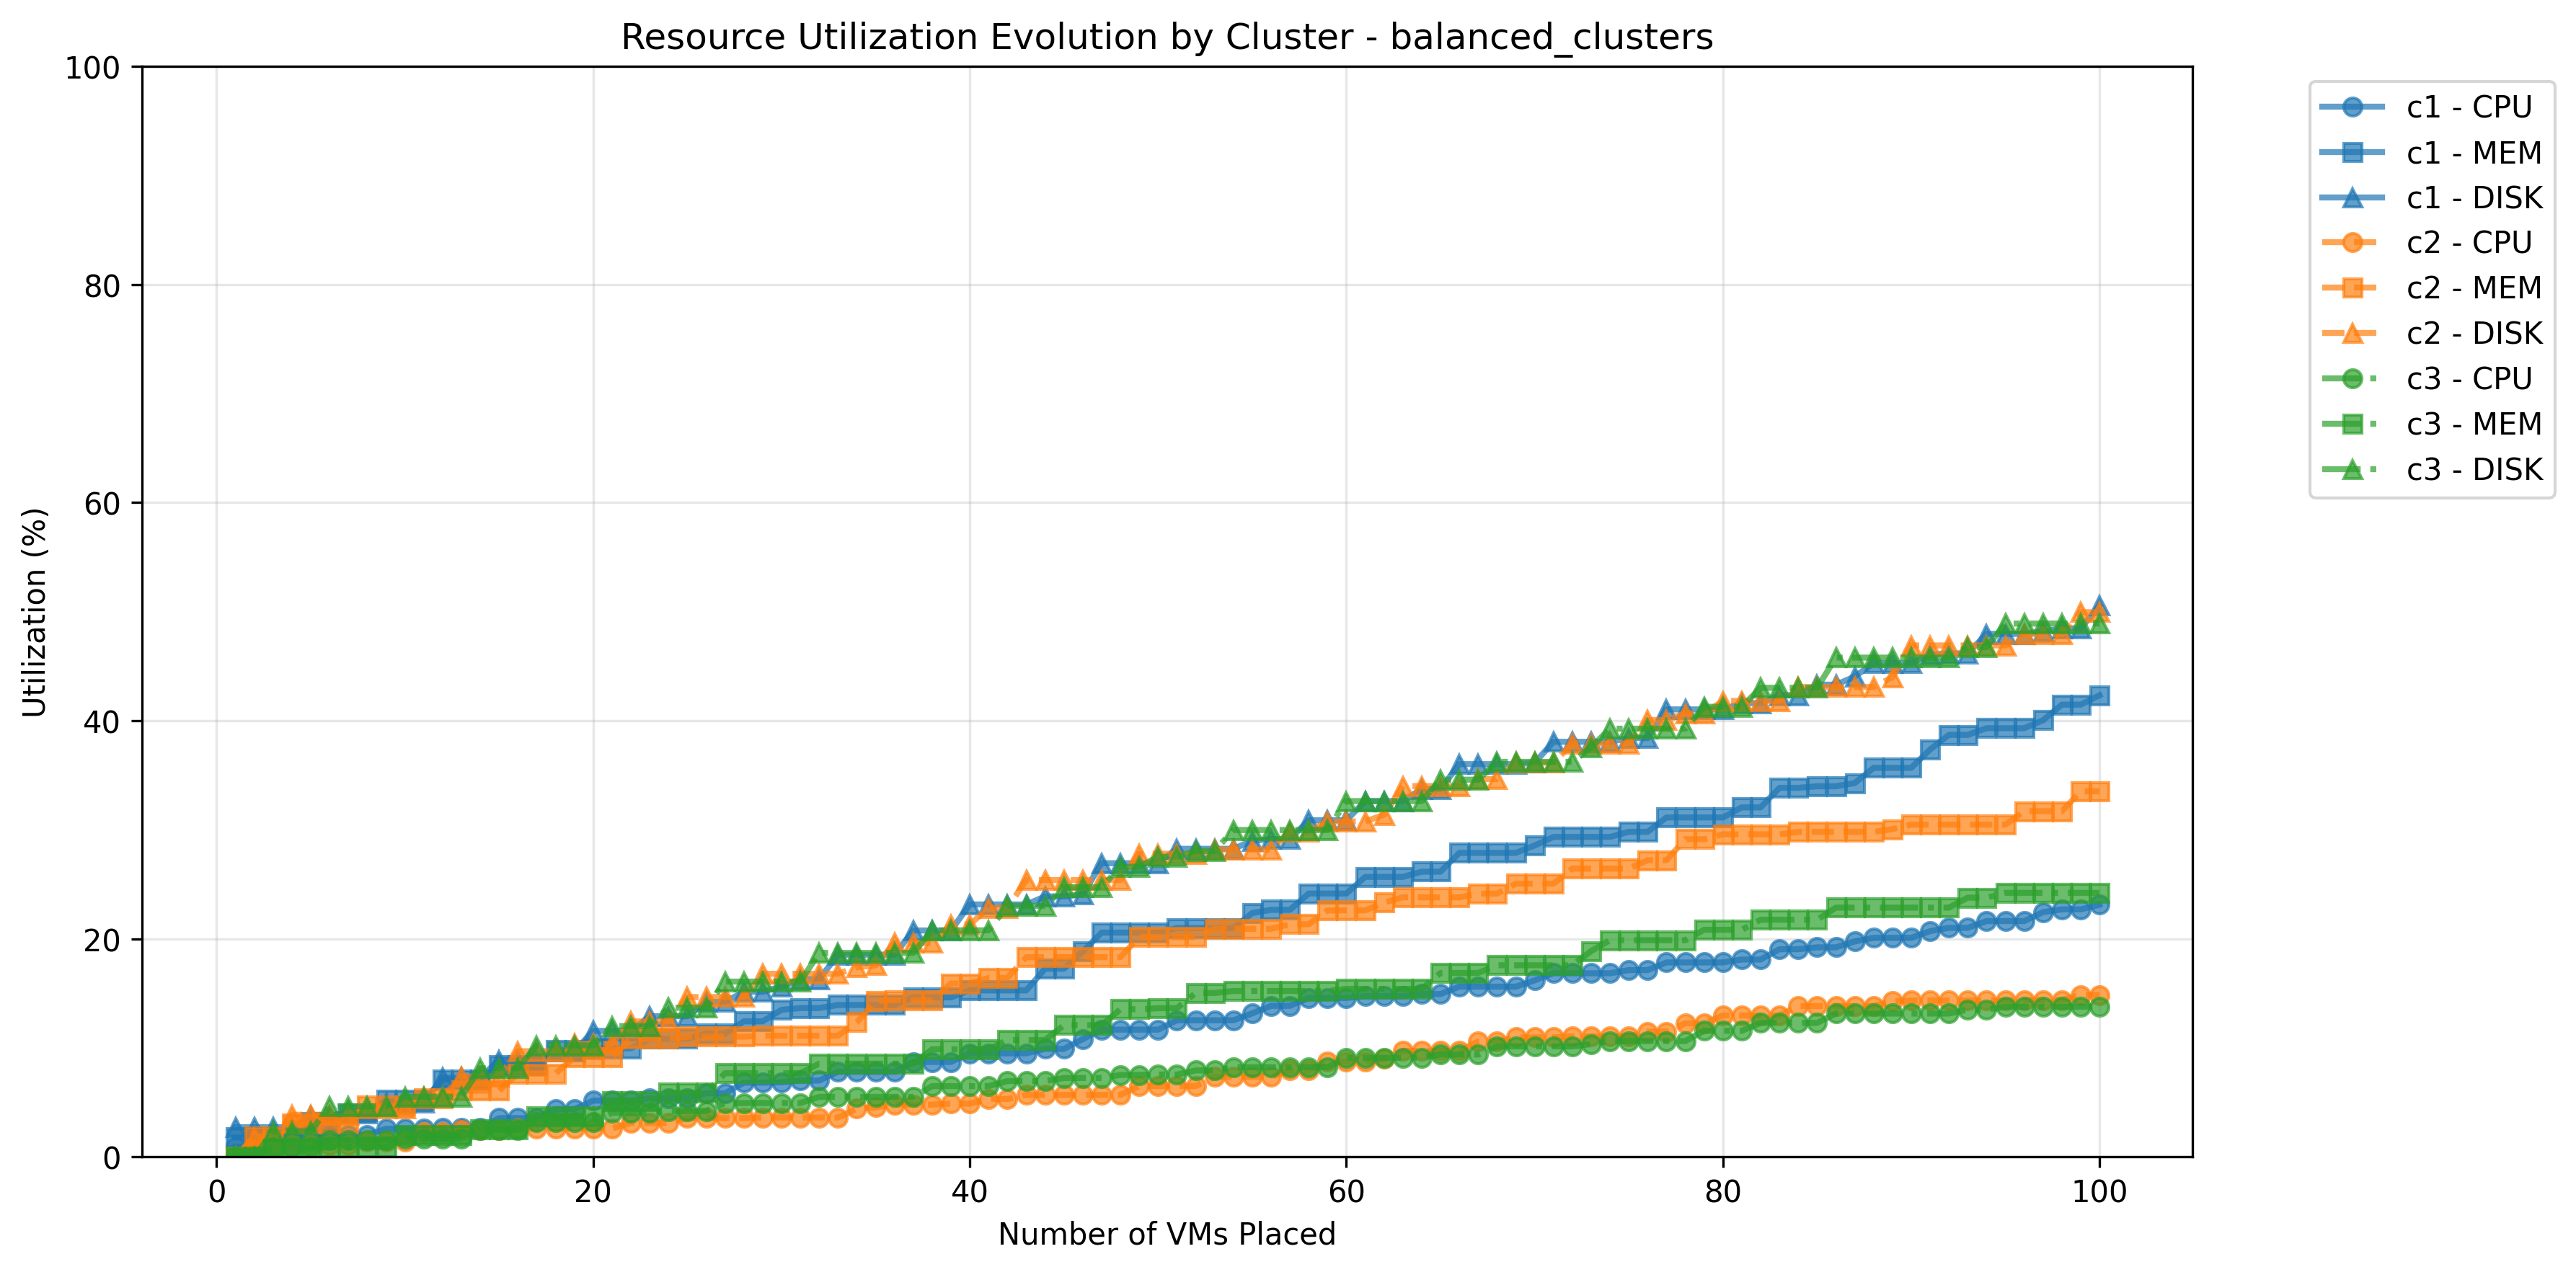 Resource Utilization Evolution by Cluster - balanced_clusters
100
80
60
40
20
0
Utilization (%)
0 20 40 60 80 100
Number of VMs Placed
c1 - CPU
c1 - MEM
c1 - DISK
c2 - CPU
c2 - MEM
c2 - DISK
c3 - CPU
c3 - MEM
c3 - DISK